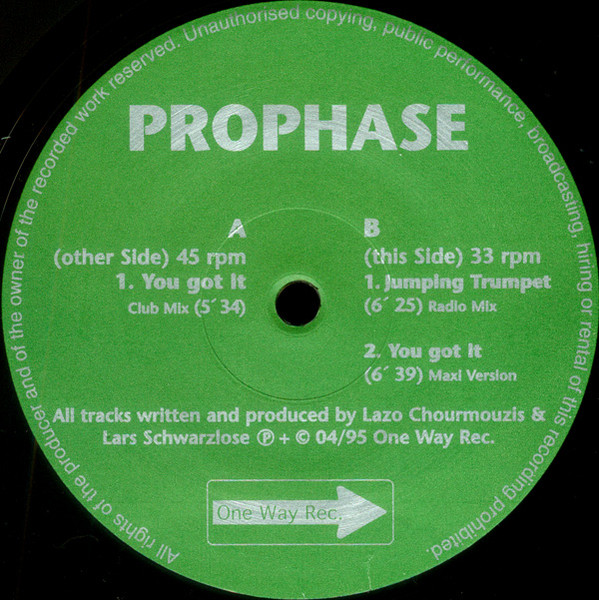 All rights of the producer and of the owner of the recorded work reserved. Unauthorised copying, public performance, broadcasting, hiring or rental of this recording prohibited.
PROPHASE
A
(other Side) 45 rpm
1. You got it
Club Mix (5´ 34)
B
(this Side) 33 rpm
1. Jumping Trumpet
(6´ 25) Radio Mix
2. You got it
(6´ 39) Maxi Version
All tracks written and produced by Lazo Chourmouzis &
Lars Schwarzlose ℗ + © 04/95 One Way Rec.
One Way Rec.